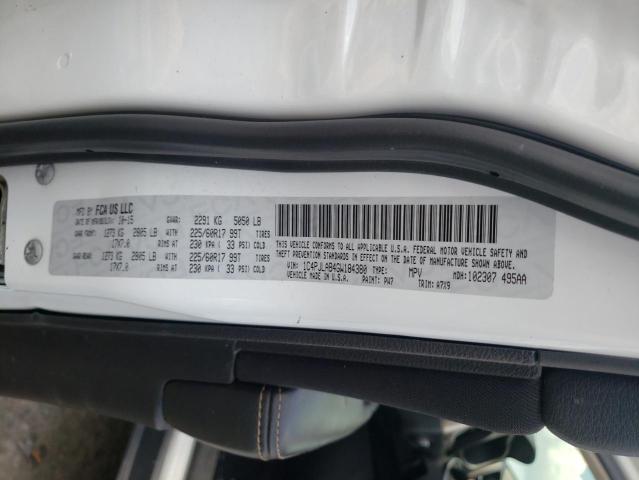 MFD BY FCA US LLC
DATE OF MFR 10-15
GVWR: 2291 KG 5050 LB
GAWR FRONT: 1273 KG 2805 LB WITH 225/60R17 99T TIRES
17X7.0 RIMS AT 230 KPA ( 33 PSI) COLD
GAWR REAR: 1273 KG 2805 LB WITH 225/60R17 99T TIRES
17X7.0 RIMS AT 230 KPA ( 33 PSI) COLD
THIS VEHICLE CONFORMS TO ALL APPLICABLE U.S.A. FEDERAL MOTOR VEHICLE SAFETY AND
THEFT PREVENTION STANDARDS IN EFFECT ON THE DATE OF MANUFACTURE SHOWN ABOVE.
VIN: 1C4PJLAB4GW184380 TYPE: MPV MDH: 102307 495AA
VEHICLE MADE IN U.S.A. PAINT: PW7 TRIM: A7X9